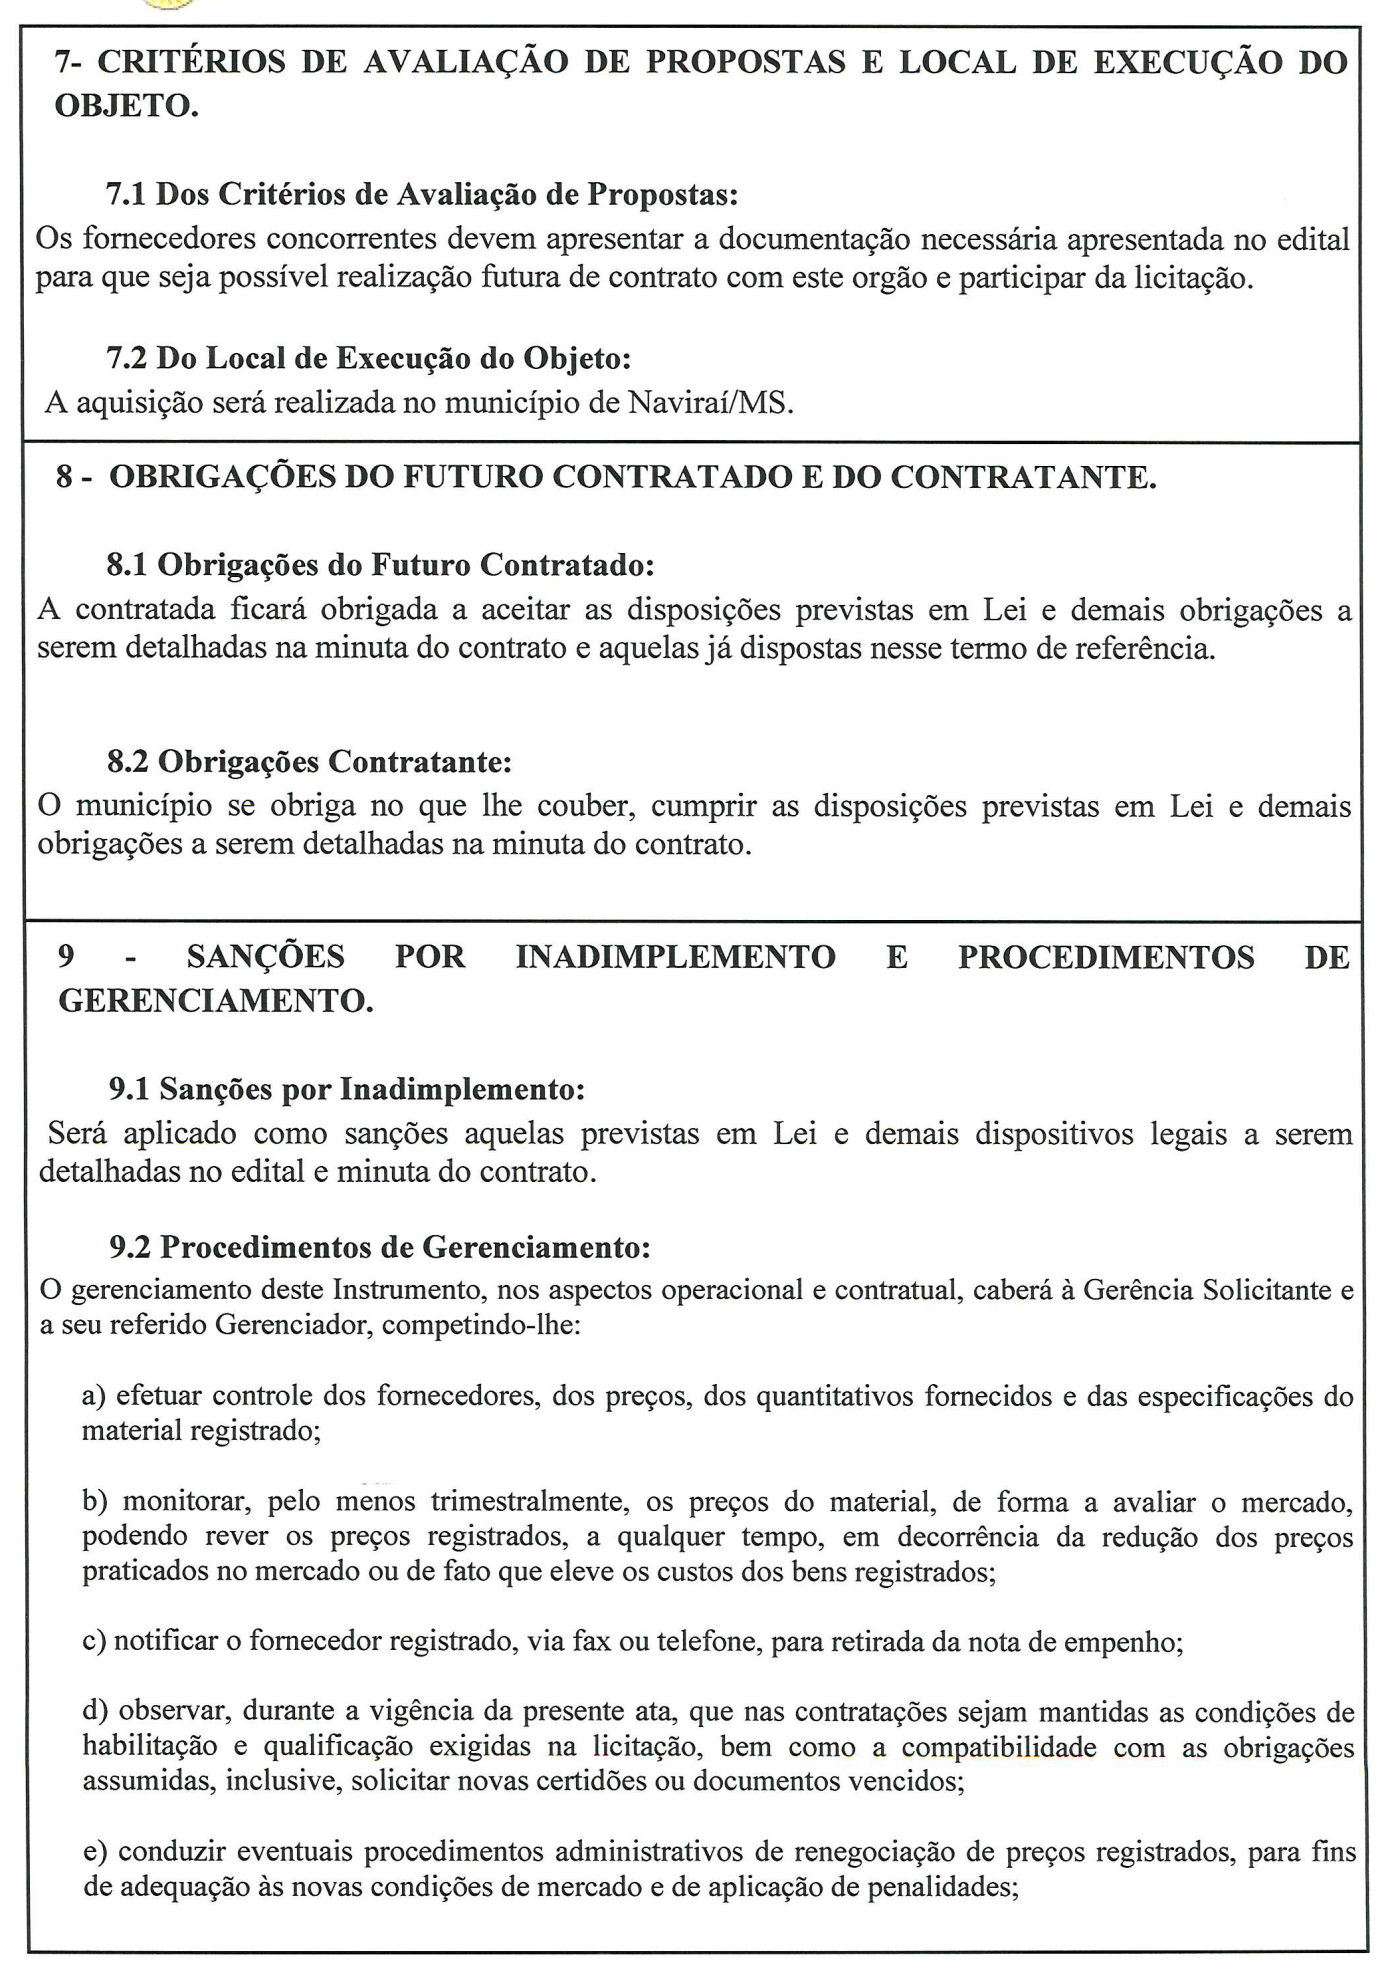 7- CRITÉRIOS DE AVALIAÇÃO DE PROPOSTAS E LOCAL DE EXECUÇÃO DO
OBJETO.
7.1 Dos Critérios de Avaliação de Propostas:
Os fornecedores concorrentes devem apresentar a documentação necessária apresentada no edital
para que seja possível realização futura de contrato com este orgão e participar da licitação.
7.2 Do Local de Execução do Objeto:
A aquisição será realizada no município de Naviraí/MS.
8 - OBRIGAÇÕES DO FUTURO CONTRATADO E DO CONTRATANTE.
8.1 Obrigações do Futuro Contratado:
A contratada ficará obrigada a aceitar as disposições previstas em Lei e demais obrigações a
serem detalhadas na minuta do contrato e aquelas já dispostas nesse termo de referência.
8.2 Obrigações Contratante:
O município se obriga no que lhe couber, cumprir as disposições previstas em Lei e demais
obrigações a serem detalhadas na minuta do contrato.
9 - SANÇÕES POR INADIMPLEMENTO E PROCEDIMENTOS DE
GERENCIAMENTO.
9.1 Sanções por Inadimplemento:
Será aplicado como sanções aquelas previstas em Lei e demais dispositivos legais a serem
detalhadas no edital e minuta do contrato.
9.2 Procedimentos de Gerenciamento:
O gerenciamento deste Instrumento, nos aspectos operacional e contratual, caberá à Gerência Solicitante e
a seu referido Gerenciador, competindo-lhe:
a) efetuar controle dos fornecedores, dos preços, dos quantitativos fornecidos e das especificações do
material registrado;
b) monitorar, pelo menos trimestralmente, os preços do material, de forma a avaliar o mercado,
podendo rever os preços registrados, a qualquer tempo, em decorrência da redução dos preços
praticados no mercado ou de fato que eleve os custos dos bens registrados;
c) notificar o fornecedor registrado, via fax ou telefone, para retirada da nota de empenho;
d) observar, durante a vigência da presente ata, que nas contratações sejam mantidas as condições de
habilitação e qualificação exigidas na licitação, bem como a compatibilidade com as obrigações
assumidas, inclusive, solicitar novas certidões ou documentos vencidos;
e) conduzir eventuais procedimentos administrativos de renegociação de preços registrados, para fins
de adequação às novas condições de mercado e de aplicação de penalidades;